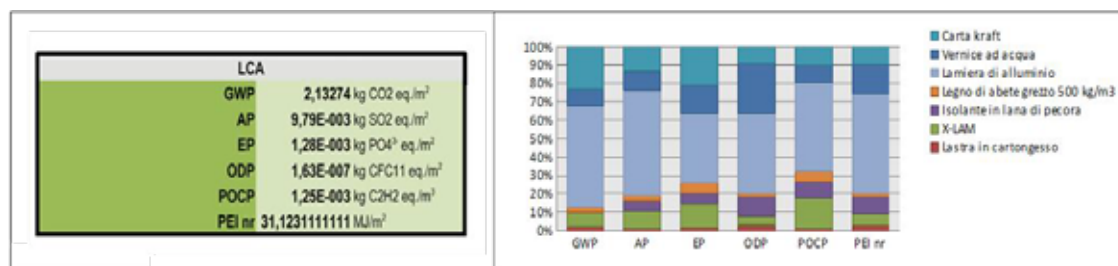 LCA
GWP 2,13274 kg CO2 eq./m²
AP 9,79E-003 kg SO2 eq./m²
EP 1,28E-003 kg PO4³⁻ eq./m²
ODP 1,63E-007 kg CFC11 eq./m²
POCP 1,25E-003 kg C2H2 eq./m²
PEI nr 31,1231111111 MJ/m²
100%
90%
80%
70%
60%
50%
40%
30%
20%
10%
0%
GWP AP EP ODP POCP PEI nr
Carta kraft
Vernice ad acqua
Lamiera di alluminio
Legno di abete grezzo 500 kg/m3
Isolante in lana di pecora
X-LAM
Lastra in cartongesso